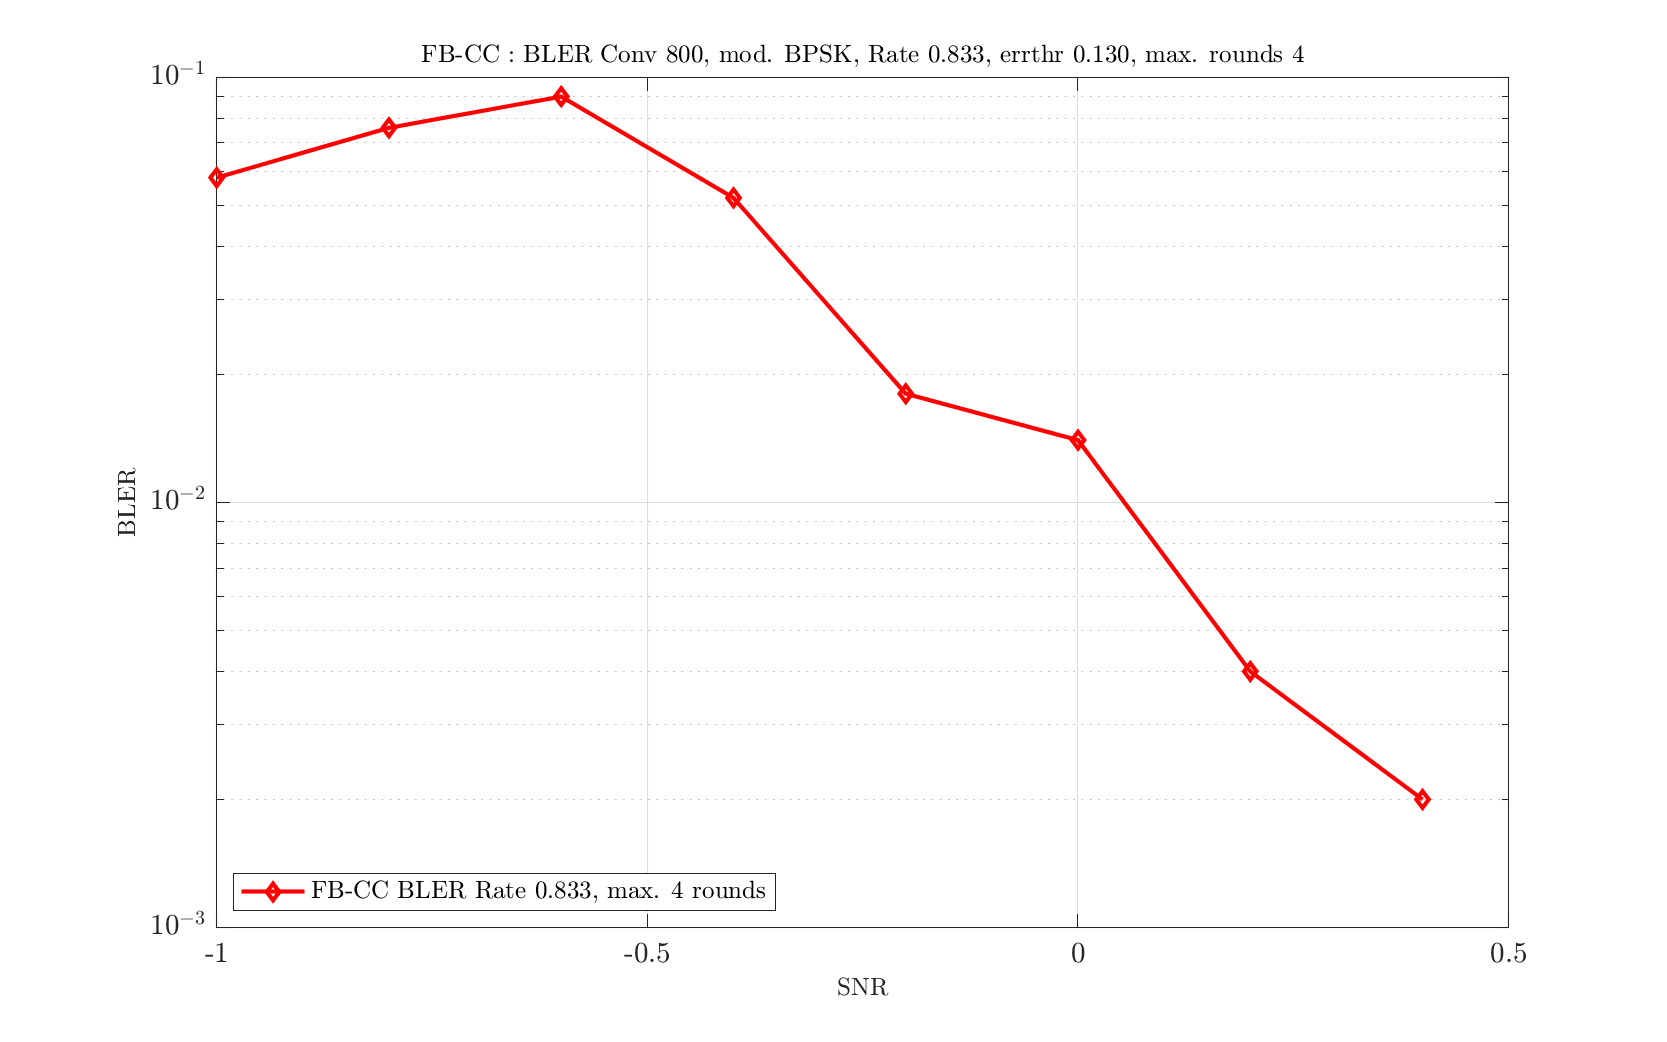 FB-CC : BLER Conv 800, mod. BPSK, Rate 0.833, errthr 0.130, max. rounds 4
10⁻¹
10⁻²
10⁻³
BLER
FB-CC BLER Rate 0.833, max. 4 rounds
-1 -0.5 0 0.5
SNR